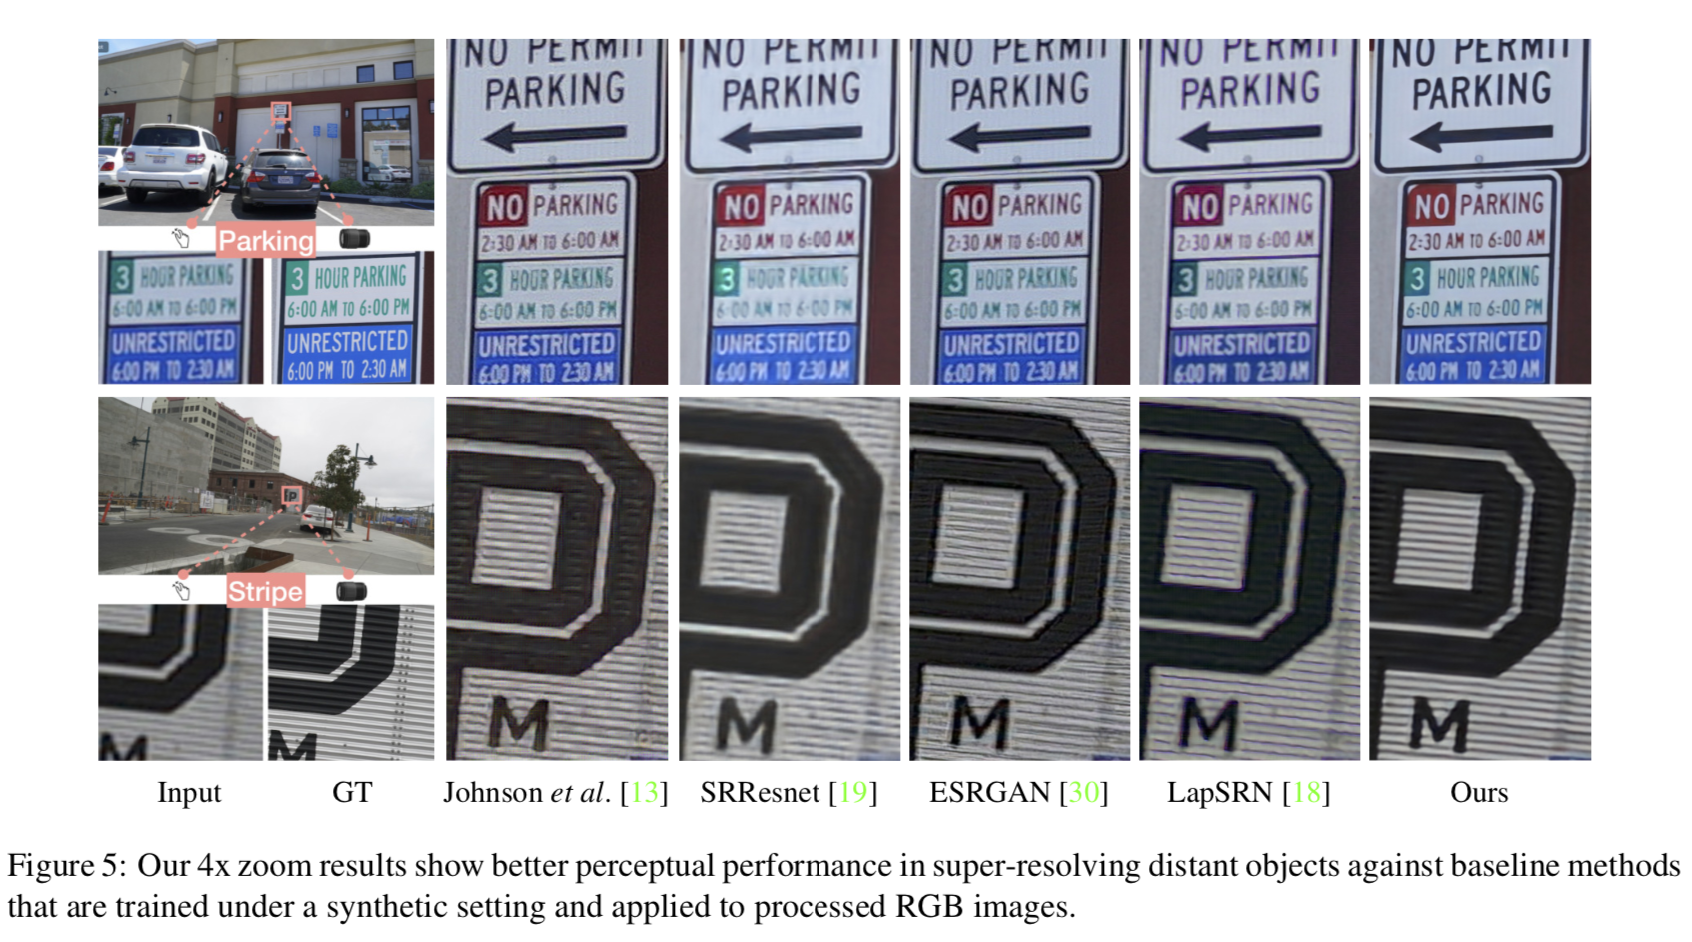 NO PERMIT
PARKING
NO PARKING
2:30 AM TO 6:00 AM
3 HOUR PARKING
6:00 AM TO 6:00 PM
UNRESTRICTED
6:00 PM TO 2:30 AM
NO PERMIT
PARKING
NO PARKING
2:30 AM TO 6:00 AM
3 HOUR PARKING
6:00 AM TO 6:00 PM
UNRESTRICTED
6:00 PM TO 2:30 AM
NO PERMIT
PARKING
NO PARKING
2:30 AM TO 6:00 AM
3 HOUR PARKING
6:00 AM TO 6:00 PM
UNRESTRICTED
6:00 PM TO 2:30 AM
NO PERMIT
PARKING
NO PARKING
2:30 AM TO 6:00 AM
3 HOUR PARKING
6:00 AM TO 6:00 PM
UNRESTRICTED
6:00 PM TO 2:30 AM
NO PERMIT
PARKING
NO PARKING
2:30 AM TO 6:00 AM
3 HOUR PARKING
6:00 AM TO 6:00 PM
UNRESTRICTED
6:00 PM TO 2:30 AM
Parking
3 HOUR PARKING
6:00 AM TO 6:00 PM
UNRESTRICTED
6:00 PM TO 2:30 AM
3 HOUR PARKING
6:00 AM TO 6:00 PM
UNRESTRICTED
6:00 PM TO 2:30 AM
P
Stripe
M
M
M
M
M
M
M
Input GT Johnson et al. [13] SRResnet [19] ESRGAN [30] LapSRN [18] Ours
Figure 5: Our 4x zoom results show better perceptual performance in super-resolving distant objects against baseline methods
that are trained under a synthetic setting and applied to processed RGB images.